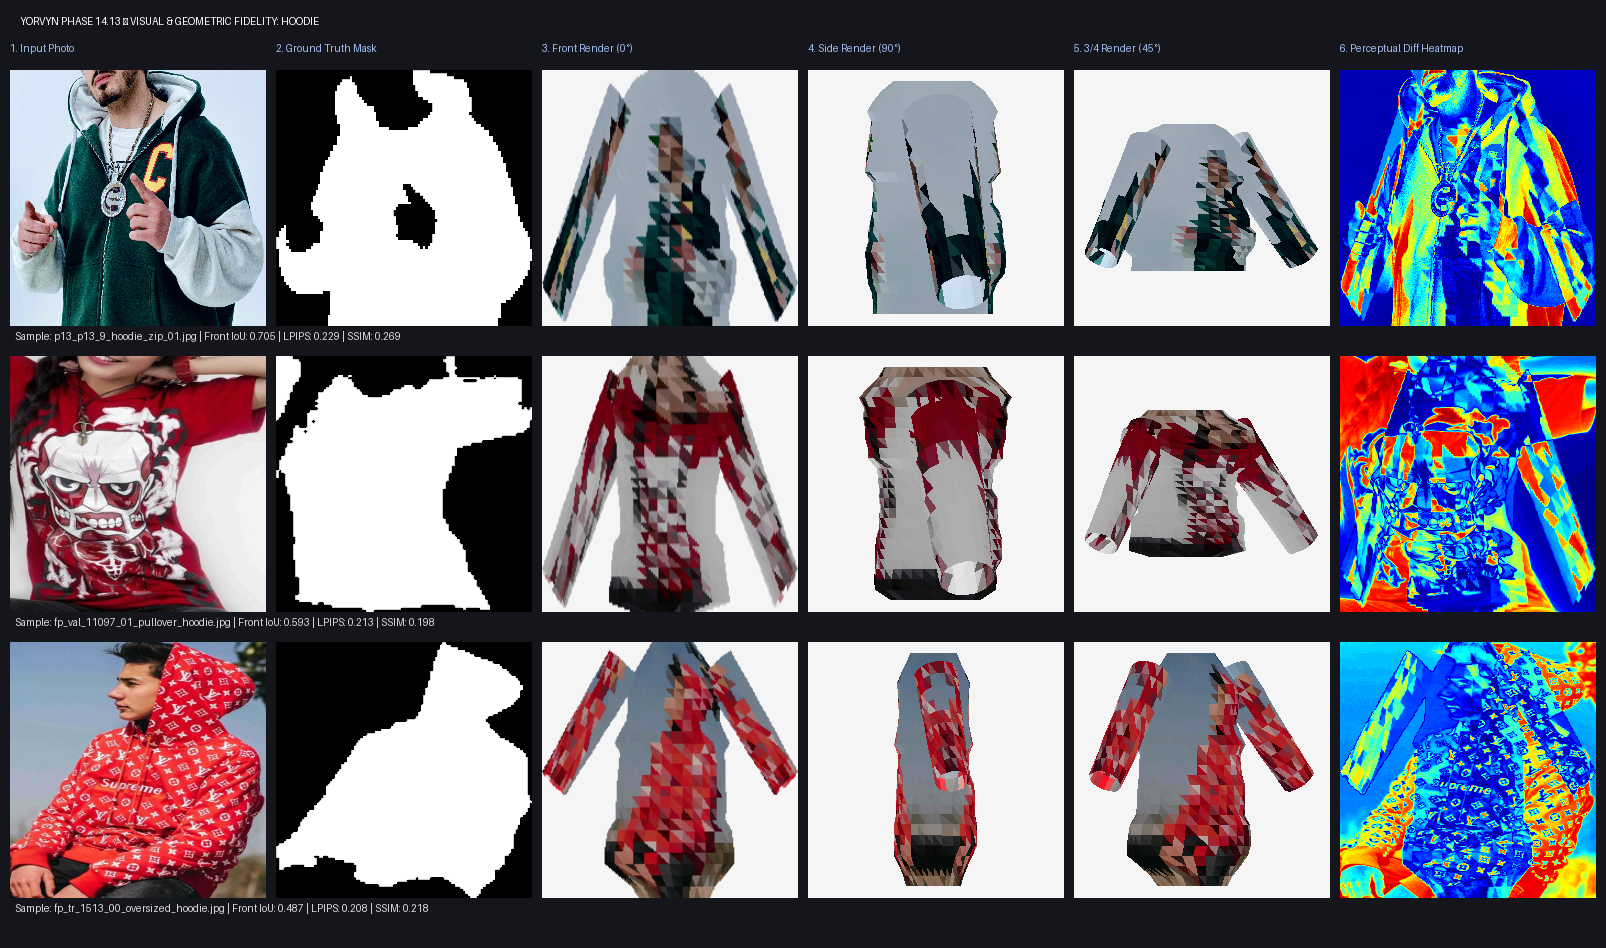 YORVYN PHASE 14.13 ▯ VISUAL & GEOMETRIC FIDELITY: HOODIE
1. Input Photo
2. Ground Truth Mask
3. Front Render (0°)
4. Side Render (90°)
5. 3/4 Render (45°)
6. Perceptual Diff Heatmap
C
Sample: p13_p13_9_hoodie_zip_01.jpg | Front IoU: 0.705 | LPIPS: 0.229 | SSIM: 0.269
Sample: fp_val_11097_01_pullover_hoodie.jpg | Front IoU: 0.593 | LPIPS: 0.213 | SSIM: 0.198
Supreme
Sample: fp_tr_1513_00_oversized_hoodie.jpg | Front IoU: 0.487 | LPIPS: 0.208 | SSIM: 0.218